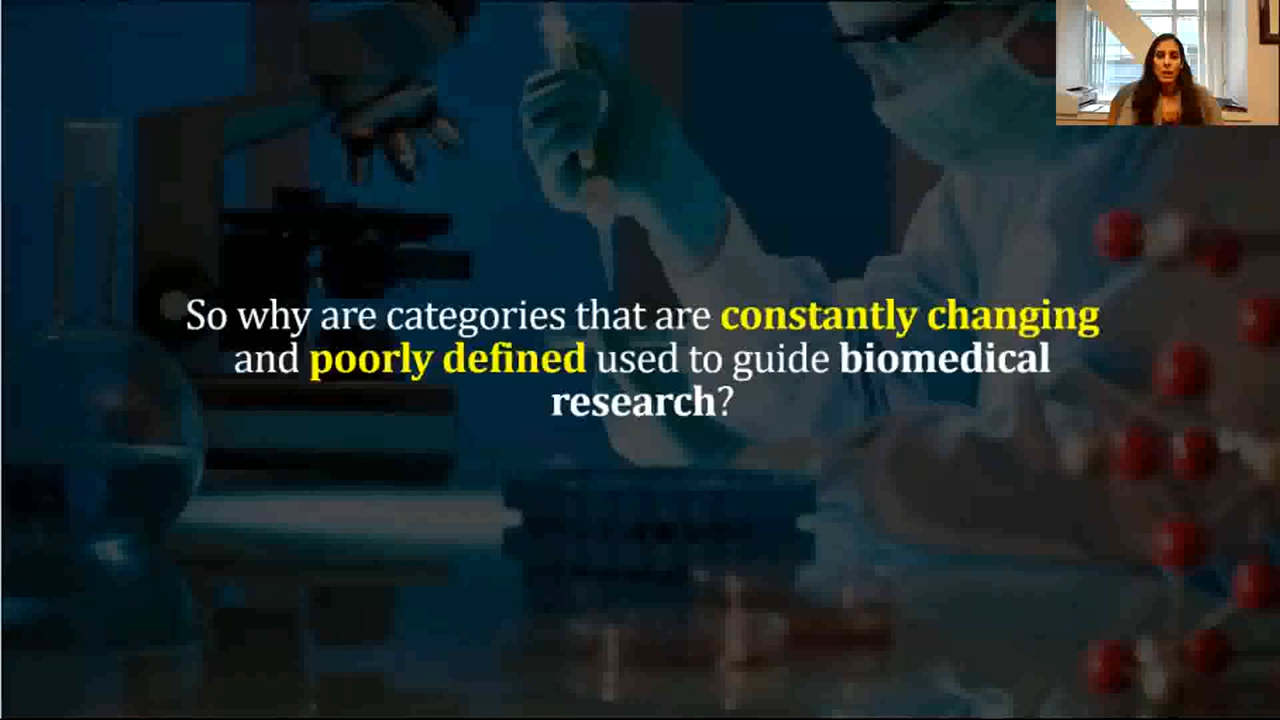 So why are categories that are constantly changing
and poorly defined used to guide biomedical
research?